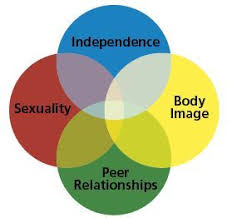 Independence
Sexuality
Body
Image
Peer
Relationships